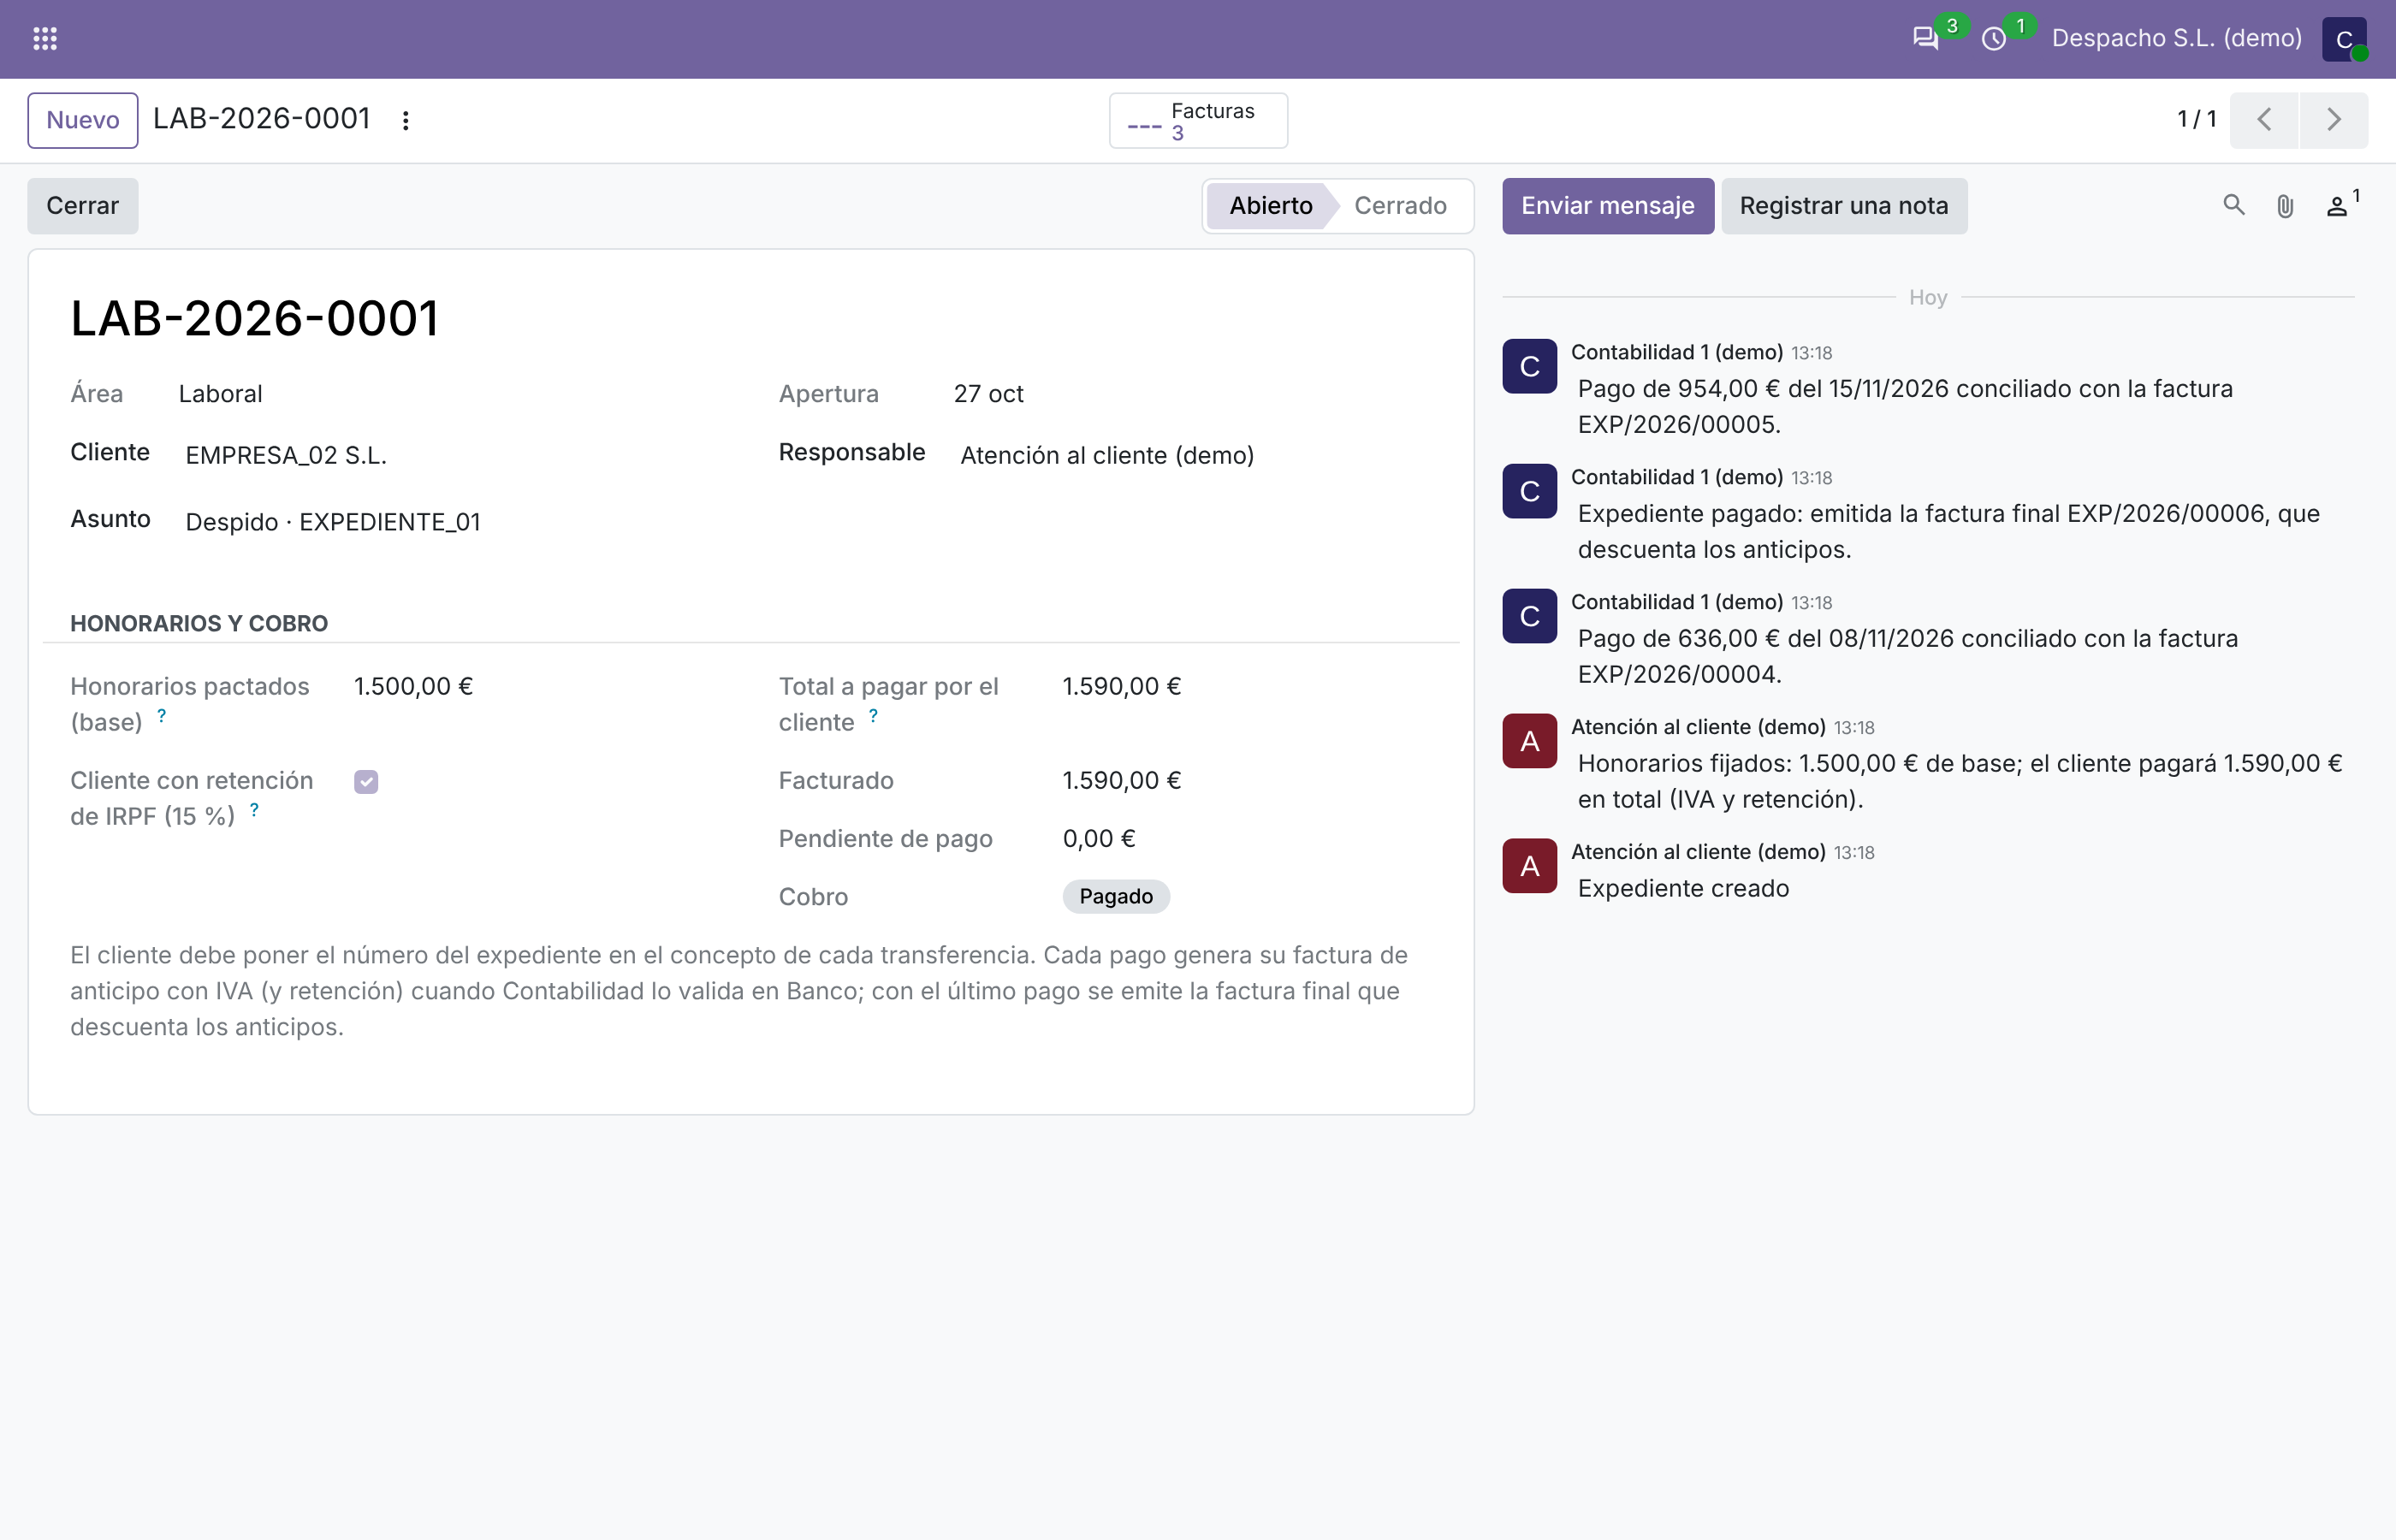 3
1
Despacho S.L. (demo)
C
Nuevo
LAB-2026-0001
Facturas
3
1 / 1
Cerrar
Abierto
Cerrado
Enviar mensaje
Registrar una nota
1
LAB-2026-0001
Área
Laboral
Apertura
27 oct
Cliente
EMPRESA_02 S.L.
Responsable
Atención al cliente (demo)
Asunto
Despido · EXPEDIENTE_01
HONORARIOS Y COBRO
Honorarios pactados
(base) ?
1.500,00 €
Total a pagar por el
cliente ?
1.590,00 €
Cliente con retención
de IRPF (15 %) ?
Facturado
1.590,00 €
Pendiente de pago
0,00 €
Cobro
Pagado
El cliente debe poner el número del expediente en el concepto de cada transferencia. Cada pago genera su factura de
anticipo con IVA (y retención) cuando Contabilidad lo valida en Banco; con el último pago se emite la factura final que
descuenta los anticipos.
Hoy
C
Contabilidad 1 (demo) 13:18
Pago de 954,00 € del 15/11/2026 conciliado con la factura
EXP/2026/00005.
C
Contabilidad 1 (demo) 13:18
Expediente pagado: emitida la factura final EXP/2026/00006, que
descuenta los anticipos.
C
Contabilidad 1 (demo) 13:18
Pago de 636,00 € del 08/11/2026 conciliado con la factura
EXP/2026/00004.
A
Atención al cliente (demo) 13:18
Honorarios fijados: 1.500,00 € de base; el cliente pagará 1.590,00 €
en total (IVA y retención).
A
Atención al cliente (demo) 13:18
Expediente creado